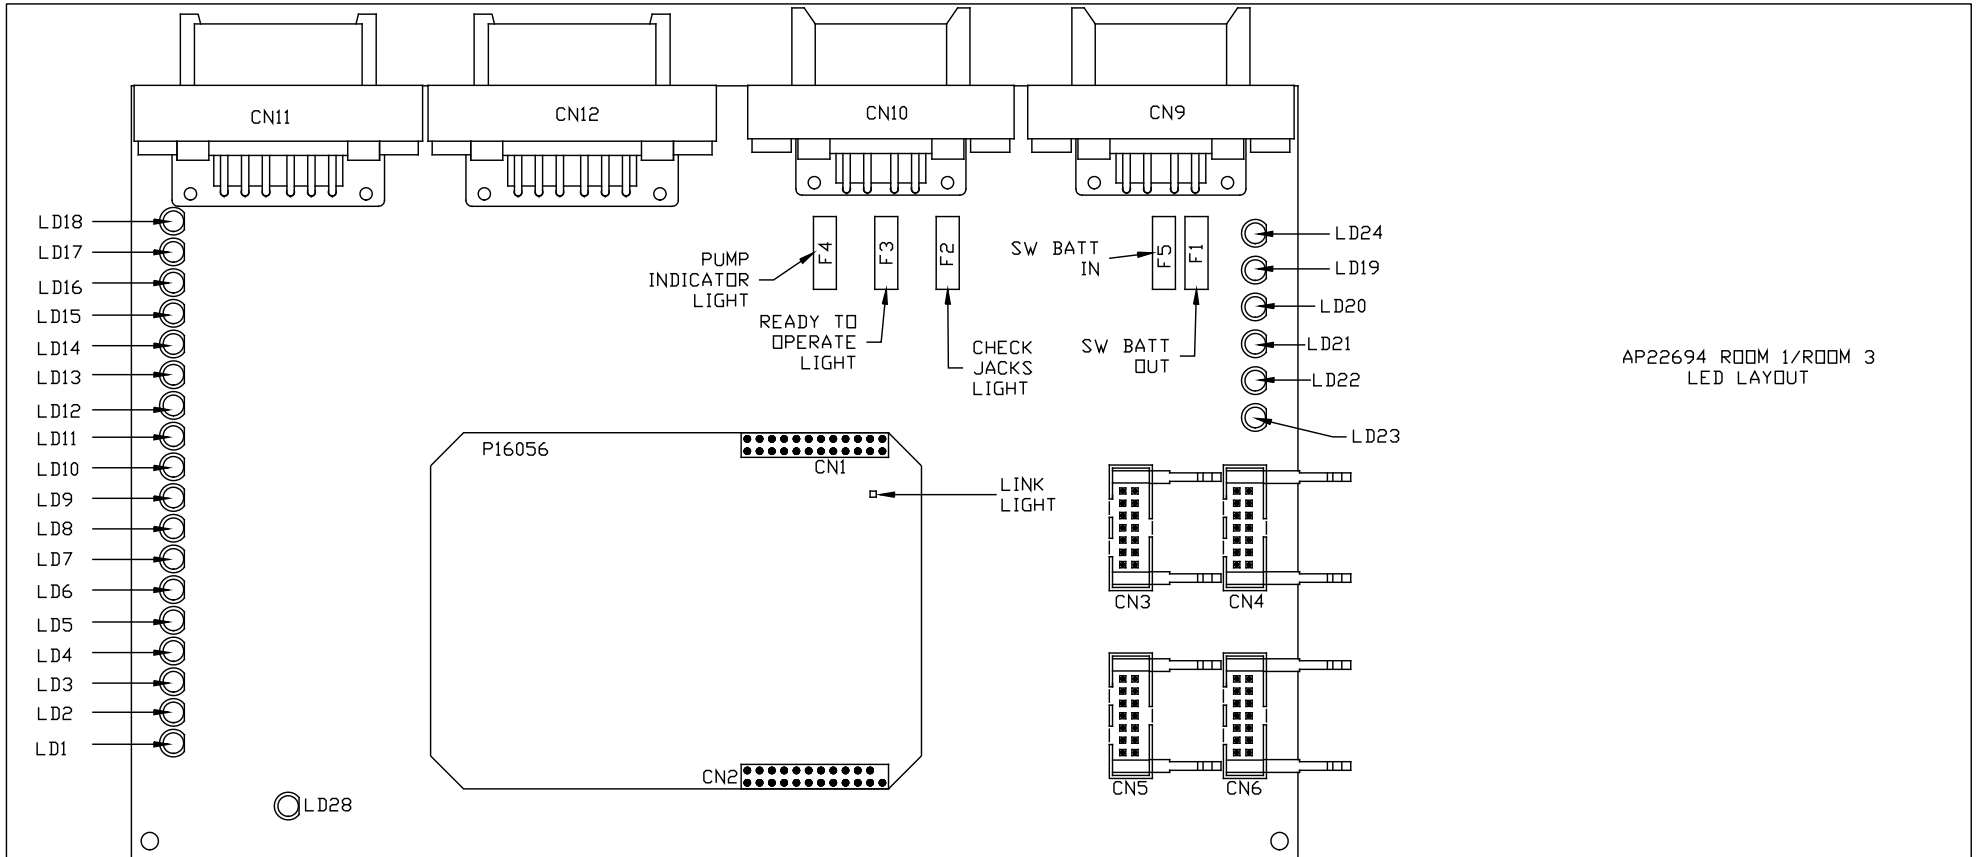 CN11
CN12
CN10
CN9
LD18
LD17
LD16
LD15
LD14
LD13
LD12
LD11
LD10
LD9
LD8
LD7
LD6
LD5
LD4
LD3
LD2
LD1
LD28
PUMP
INDICATOR
LIGHT
F4
F3
F2
READY TO
OPERATE
LIGHT
CHECK
JACKS
LIGHT
SW BATT
IN
F5
F1
SW BATT
OUT
LD24
LD19
LD20
LD21
LD22
LD23
P16056
CN1
LINK
LIGHT
CN2
CN3
CN4
CN5
CN6
AP22694 ROOM 1/ROOM 3
LED LAYOUT